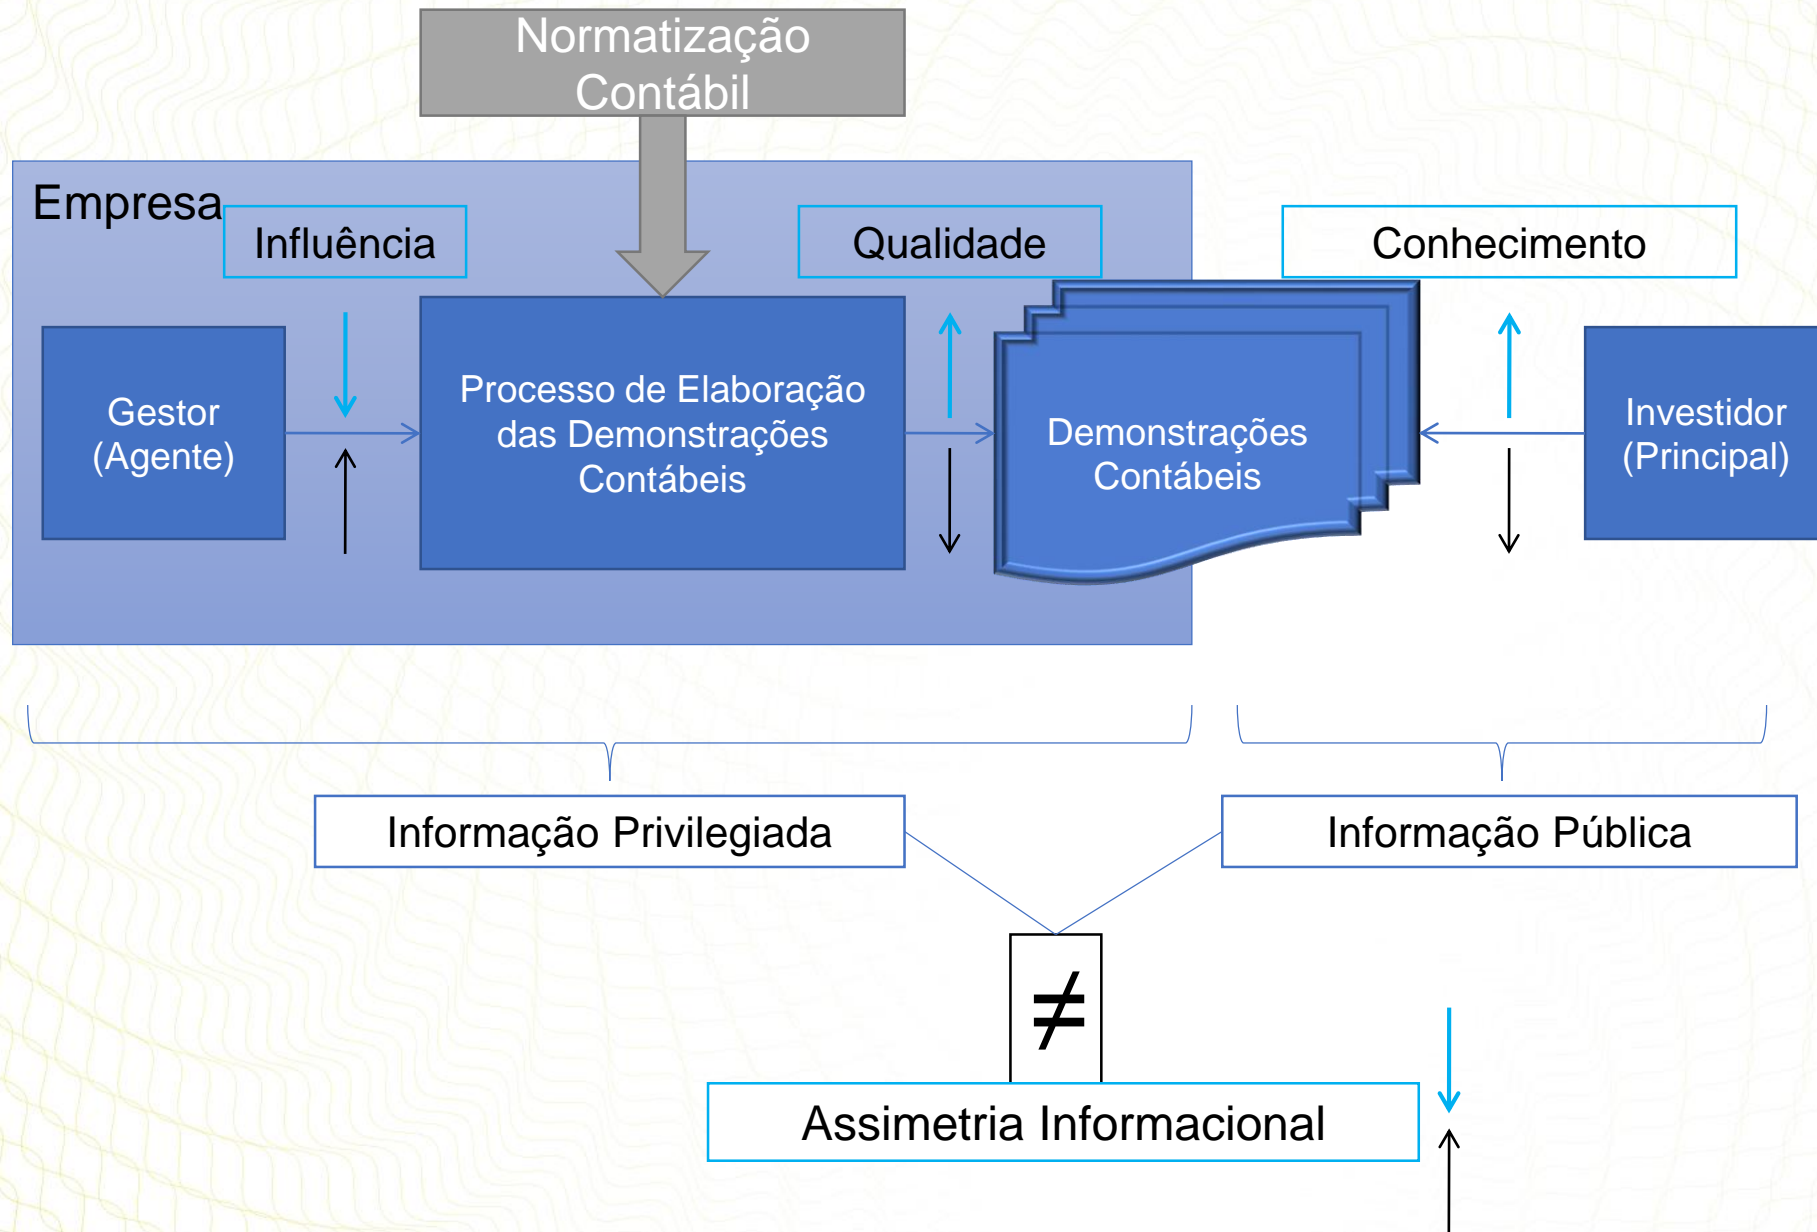 Normatização
Contábil
Empresa
Influência
Qualidade
Conhecimento
Gestor
(Agente)
Processo de Elaboração
das Demonstrações
Contábeis
Demonstrações
Contábeis
Investidor
(Principal)
Informação Privilegiada
Informação Pública
≠
Assimetria Informacional